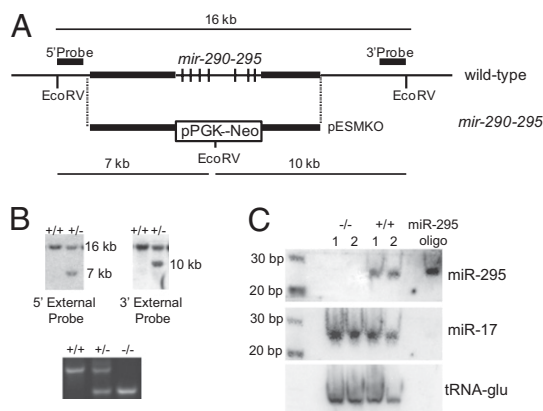 A
16 kb
5'Probe
mir-290-295
3'Probe
wild-type
EcoRV
EcoRV
pPGK--Neo
pESMKO
mir-290-295
EcoRV
7 kb
10 kb
B
+/+ +/-
16 kb
7 kb
5' External
Probe
+/+ +/-
10 kb
3' External
Probe
+/+ +/- -/-
C
-/- +/+ miR-295
1 2 1 2 oligo
30 bp
20 bp
miR-295
30 bp
20 bp
miR-17
tRNA-glu